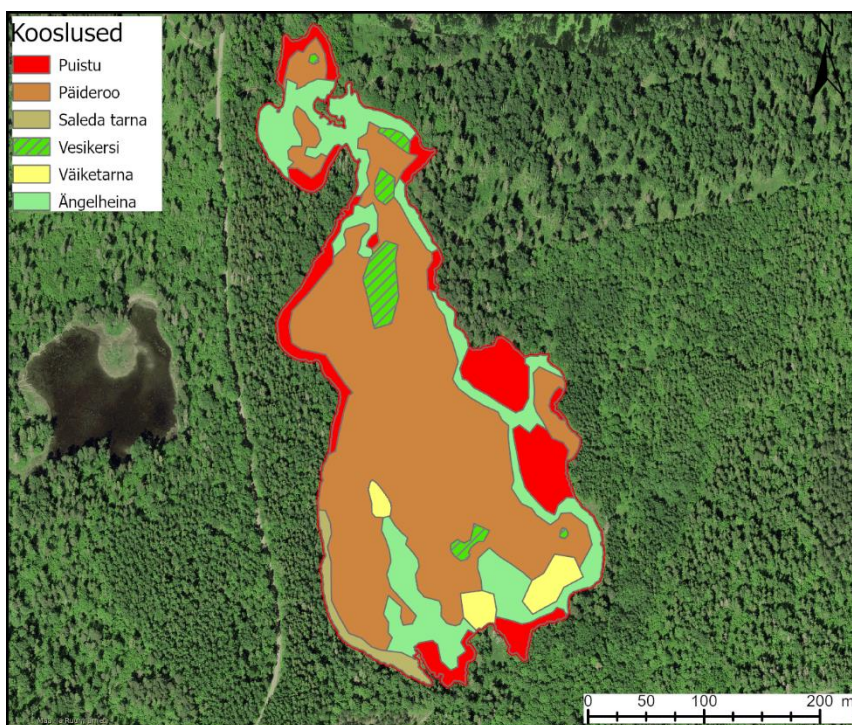 Kooslused
Puistu
Päideroo
Saleda tarna
Vesikersi
Väiketarna
Ängelheina
N
0 50 100 200 m